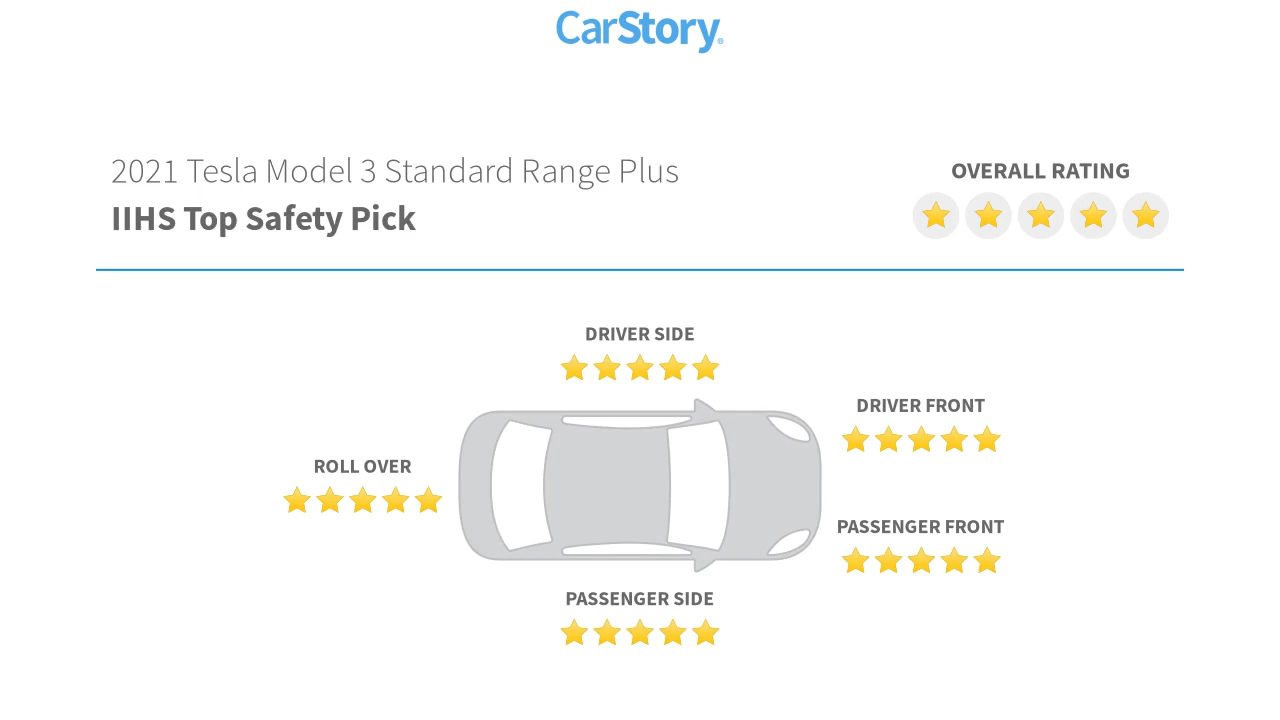 CarStory®
2021 Tesla Model 3 Standard Range Plus
IIHS Top Safety Pick
OVERALL RATING
DRIVER SIDE
DRIVER FRONT
ROLL OVER
PASSENGER FRONT
PASSENGER SIDE